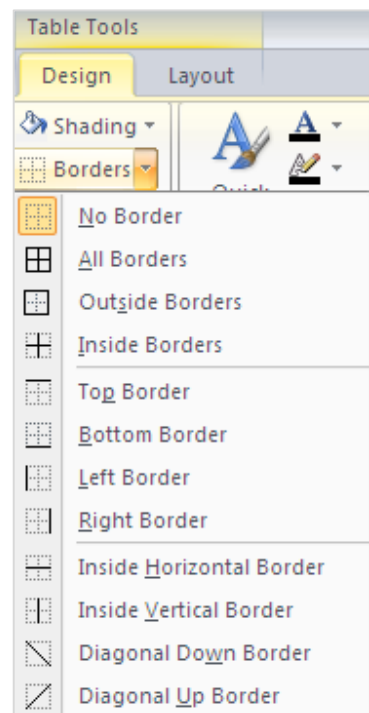 Table Tools
Design Layout
Shading
Borders
Quick
No Border
All Borders
Outside Borders
Inside Borders
Top Border
Bottom Border
Left Border
Right Border
Inside Horizontal Border
Inside Vertical Border
Diagonal Down Border
Diagonal Up Border